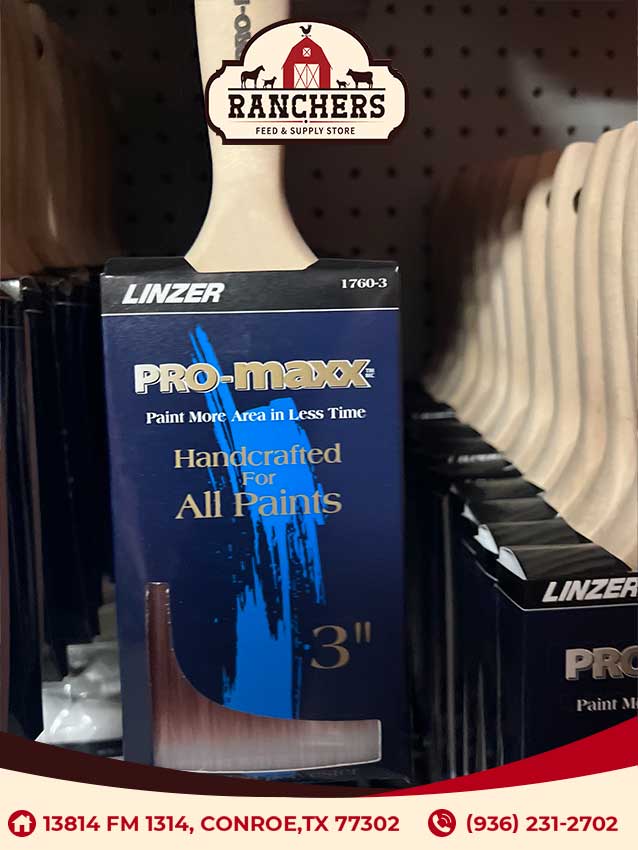 RANCHERS
FEED & SUPPLY STORE
LINZER
1760-3
PRO-maxx™
Paint More Area in Less Time
Handcrafted
For
All Paints
3"
LINZER
PRO
Paint M
13814 FM 1314, CONROE,TX 77302
(936) 231-2702